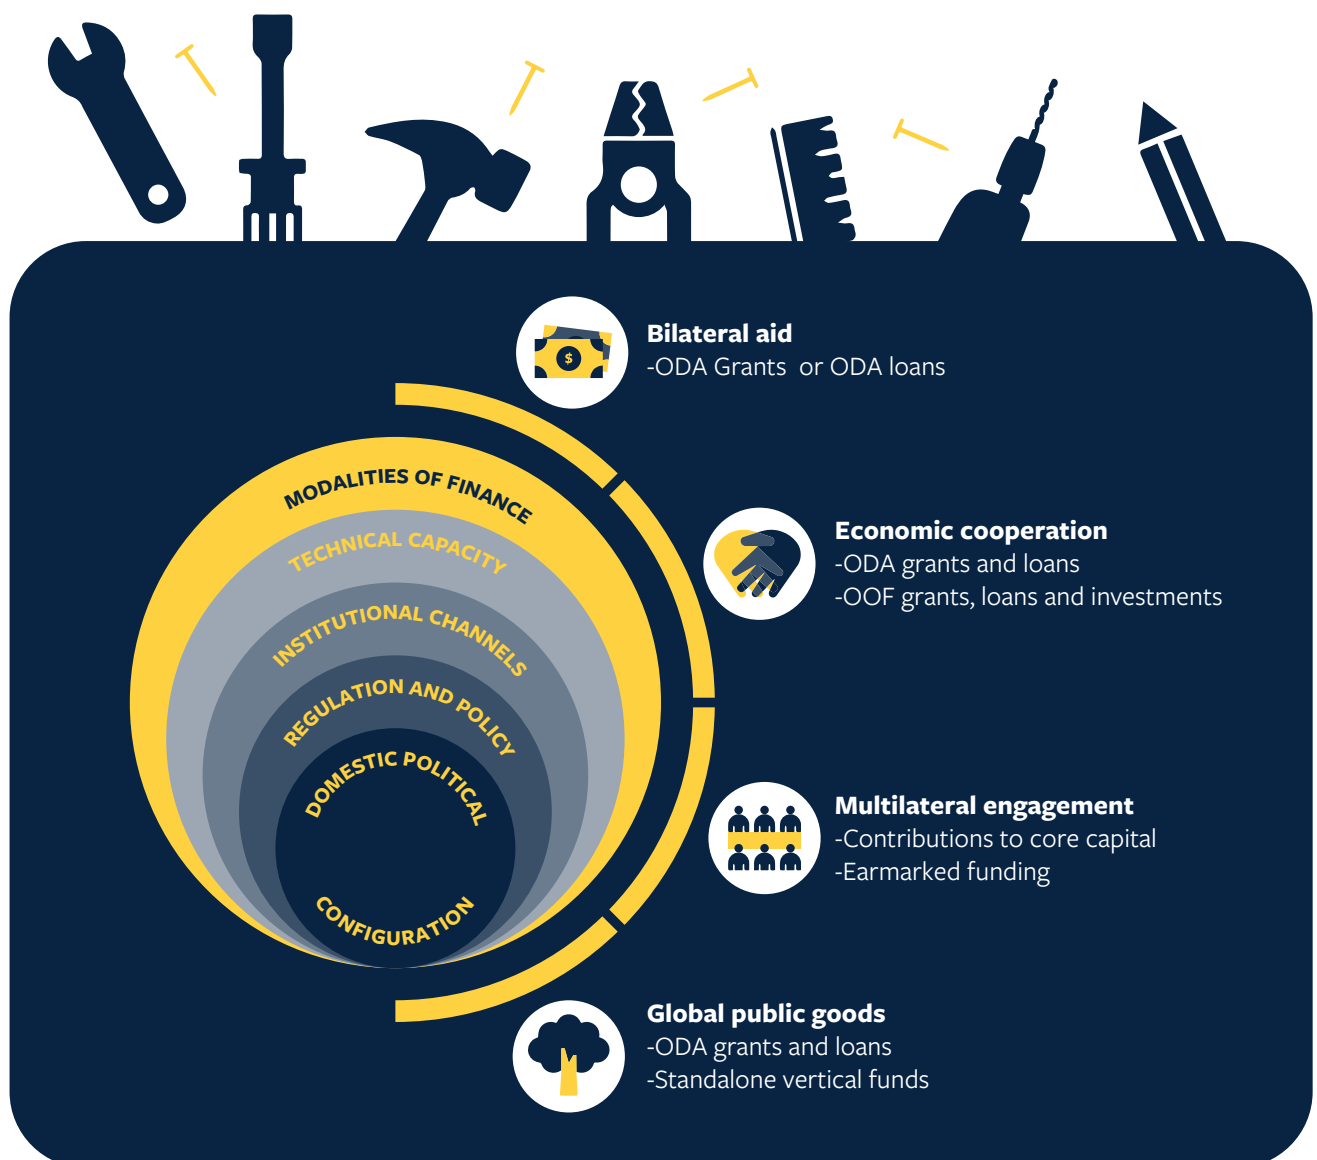 Bilateral aid
-ODA Grants or ODA loans
MODALITIES OF FINANCE
TECHNICAL CAPACITY
INSTITUTIONAL CHANNELS
REGULATION AND POLICY
DOMESTIC POLITICAL
CONFIGURATION
Economic cooperation
-ODA grants and loans
-OOF grants, loans and investments
Multilateral engagement
-Contributions to core capital
-Earmarked funding
Global public goods
-ODA grants and loans
-Standalone vertical funds
$